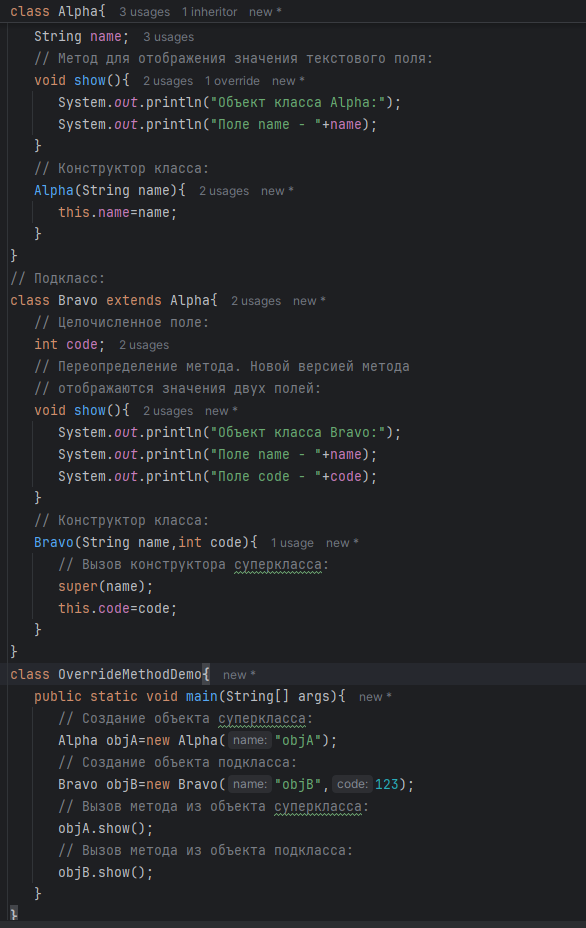 class Alpha{ 3 usages 1 inheritor new *
String name; 3 usages
// Метод для отображения значения текстового поля:
void show(){ 2 usages 1 override new *
System.out.println("Объект класса Alpha:");
System.out.println("Поле name - "+name);
}
// Конструктор класса:
Alpha(String name){ 2 usages new *
this.name=name;
}
}
// Подкласс:
class Bravo extends Alpha{ 2 usages new *
// Целочисленное поле:
int code; 2 usages
// Переопределение метода. Новой версией метода
// отображаются значения двух полей:
void show(){ 2 usages new *
System.out.println("Объект класса Bravo:");
System.out.println("Поле name - "+name);
System.out.println("Поле code - "+code);
}
// Конструктор класса:
Bravo(String name,int code){ 1 usage new *
// Вызов конструктора суперкласса:
super(name);
this.code=code;
}
}
class OverrideMethodDemo{ new *
public static void main(String[] args){ new *
// Создание объекта суперкласса:
Alpha objA=new Alpha( name: "objA");
// Создание объекта подкласса:
Bravo objB=new Bravo( name: "objB", code: 123);
// Вызов метода из объекта суперкласса:
objA.show();
// Вызов метода из объекта подкласса:
objB.show();
}
}